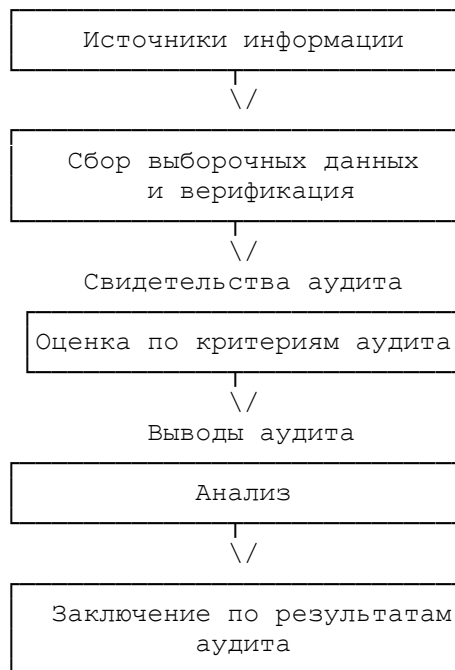 Источники информации
\/
Сбор выборочных данных
и верификация
\/
Свидетельства аудита
Оценка по критериям аудита
\/
Выводы аудита
Анализ
\/
Заключение по результатам
аудита